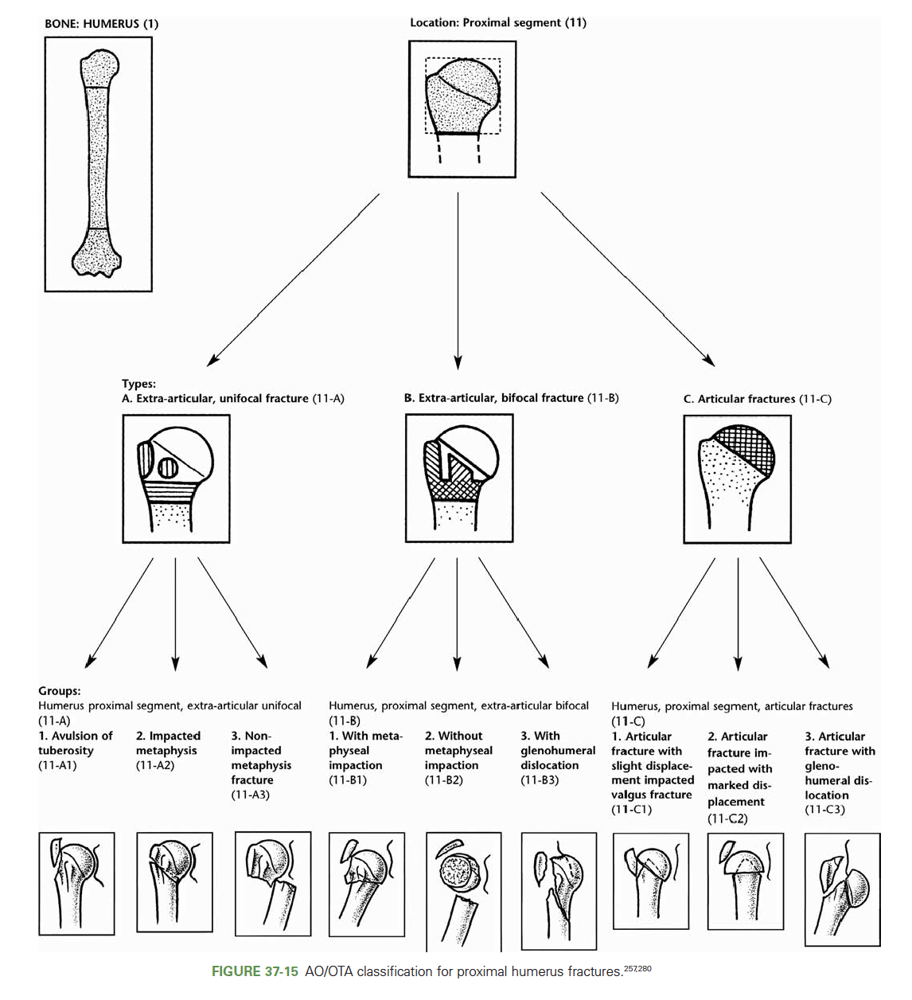 BONE: HUMERUS (1)
Location: Proximal segment (11)
Types:
A. Extra-articular, unifocal fracture (11-A)
B. Extra-articular, bifocal fracture (11-B)
C. Articular fractures (11-C)
Groups:
Humerus proximal segment, extra-articular unifocal
(11-A)
1. Avulsion of
tuberosity
(11-A1)
2. Impacted
metaphysis
(11-A2)
3. Non-
impacted
metaphysis
fracture
(11-A3)
Humerus, proximal segment, extra-articular bifocal
(11-B)
1. With meta-
physeal
impaction
(11-B1)
2. Without
metaphyseal
impaction
(11-B2)
3. With
glenohumeral
dislocation
(11-B3)
Humerus, proximal segment, articular fractures
(11-C)
1. Articular
fracture with
slight displace-
ment impacted
valgus fracture
(11-C1)
2. Articular
fracture im-
pacted with
marked dis-
placement
(11-C2)
3. Articular
fracture with
gleno-
humeral dis-
location
(11-C3)
FIGURE 37-15 AO/OTA classification for proximal humerus fractures.257,280